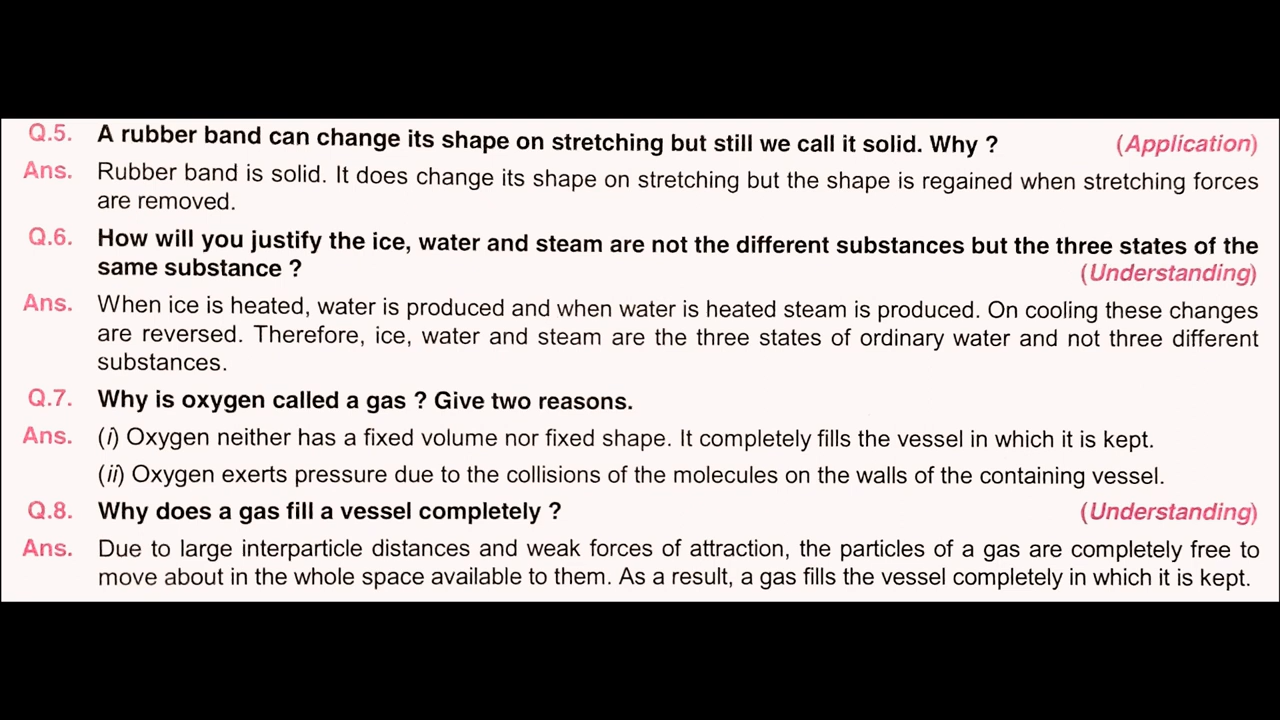 Q.5. A rubber band can change its shape on stretching but still we call it solid. Why ? (Application)
Ans. Rubber band is solid. It does change its shape on stretching but the shape is regained when stretching forces
are removed.
Q.6. How will you justify the ice, water and steam are not the different substances but the three states of the
same substance ? (Understanding)
Ans. When ice is heated, water is produced and when water is heated steam is produced. On cooling these changes
are reversed. Therefore, ice, water and steam are the three states of ordinary water and not three different
substances.
Q.7. Why is oxygen called a gas ? Give two reasons.
Ans. (i) Oxygen neither has a fixed volume nor fixed shape. It completely fills the vessel in which it is kept.
(ii) Oxygen exerts pressure due to the collisions of the molecules on the walls of the containing vessel.
Q.8. Why does a gas fill a vessel completely ? (Understanding)
Ans. Due to large interparticle distances and weak forces of attraction, the particles of a gas are completely free to
move about in the whole space available to them. As a result, a gas fills the vessel completely in which it is kept.